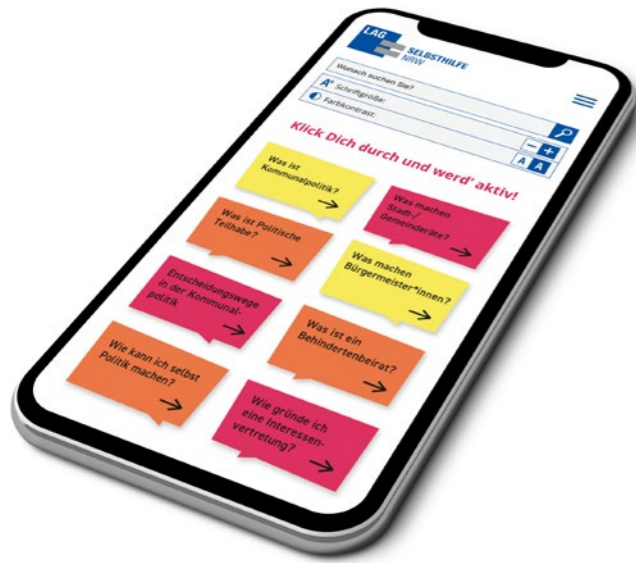 LAG
SELBSTHILFE
NRW
Wonach suchen Sie?
A+ Schriftgröße:
- +
Farbkontrast:
A A
Klick Dich durch und werd' aktiv!
Was ist
Kommunalpolitik?
Was machen
Stadt-/
Gemeinderäte?
Was ist Politische
Teilhabe?
Was machen
Bürgermeister*innen?
Entscheidungswege
in der Kommunal-
politik
Was ist ein
Behindertenbeirat?
Wie kann ich selbst
Politik machen?
Wie gründe ich
eine Interessen-
vertretung?